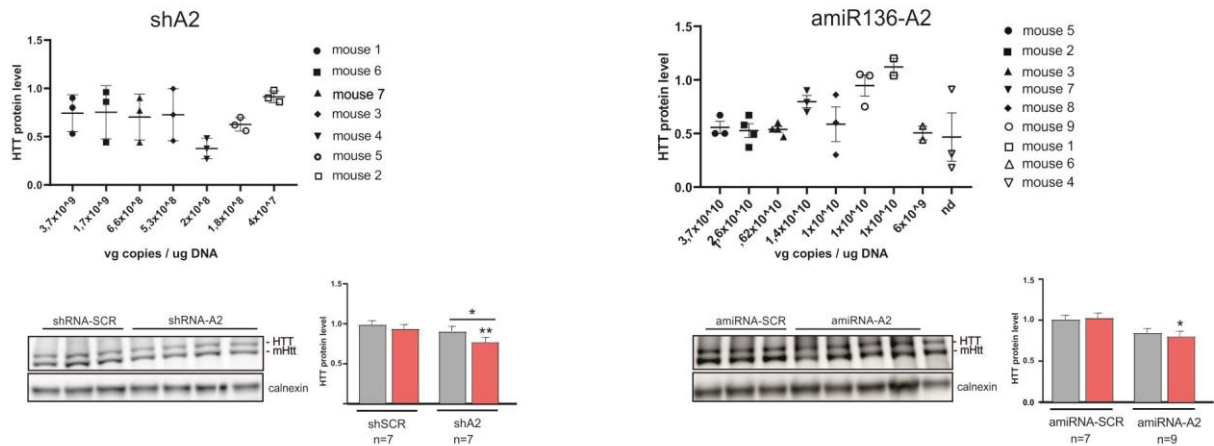 shA2
HTT protein level
1.5
1.0
0.5
0.0
3,7x10^9
1,7x10^9
6,6x10^8
5,3x10^8
2x10^8
1,8x10^8
4x10^7
vg copies / ug DNA
mouse 1
mouse 6
mouse 7
mouse 3
mouse 4
mouse 5
mouse 2
amiR136-A2
HTT protein level
1.5
1.0
0.5
0.0
3,7x10^10
2,6x10^10
,62x10^10
1,4x10^10
1x10^10
1x10^10
1x10^10
6x10^9
nd
vg copies / ug DNA
mouse 5
mouse 2
mouse 3
mouse 7
mouse 8
mouse 9
mouse 1
mouse 6
mouse 4
shRNA-SCR shRNA-A2
- HTT
- mHtt
calnexin
HTT protein level
1.5
1.0
0.5
*
**
shSCR shA2
n=7 n=7
amiRNA-SCR amiRNA-A2
HTT
mHtt
calnexin
HTT protein level
1.5
1.0
0.5
0.0
*
amiRNA-SCR amiRNA-A2
n=7 n=9